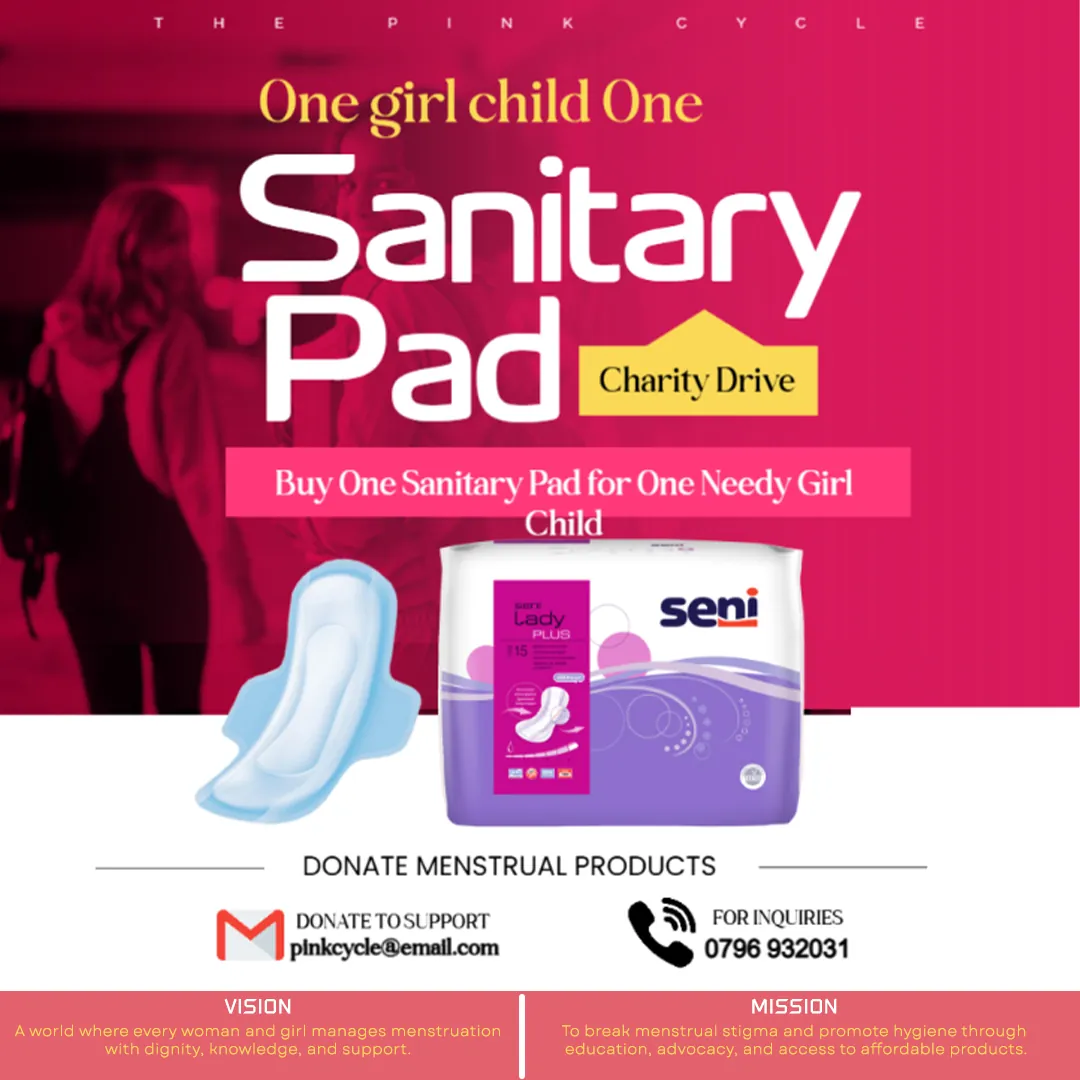 THE PINK CYCLE
One girl child One
Sanitary
Pad
Charity Drive
Buy One Sanitary Pad for One Needy Girl
Child
seni
Lady
PLUS
15
seni
DONATE MENSTRUAL PRODUCTS
DONATE TO SUPPORT
pinkcycle@email.com
FOR INQUIRIES
0796 932031
VISION
A world where every woman and girl manages menstruation
with dignity, knowledge, and support.
MISSION
To break menstrual stigma and promote hygiene through
education, advocacy, and access to affordable products.